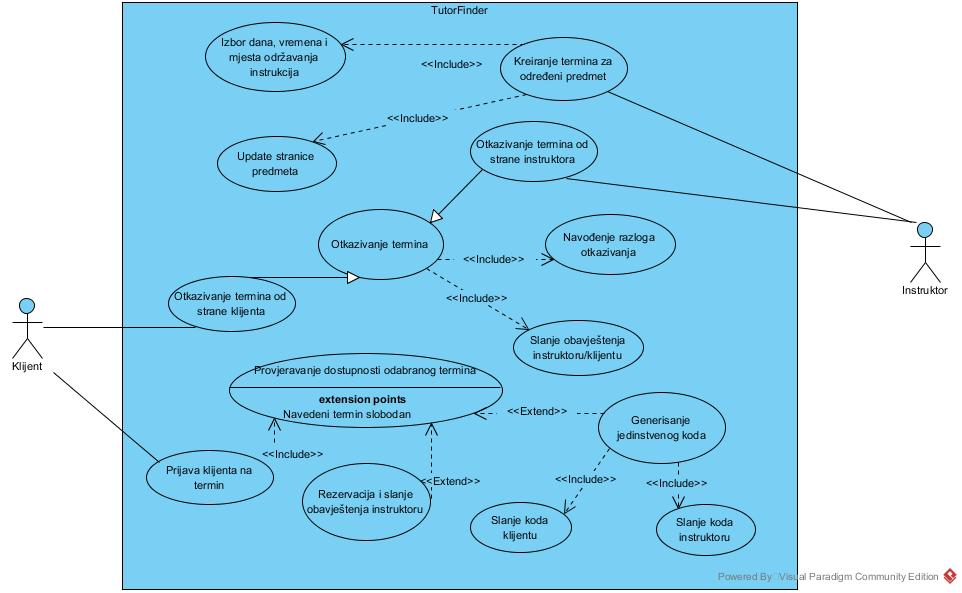 TutorFinder
Izbor dana, vremena i
mjesta održavanja
instrukcija
<<Include>>
Kreiranje termina za
određeni predmet
<<Include>>
Update stranice
predmeta
Otkazivanje termina od
strane instruktora
Otkazivanje termina
<<Include>>
Navođenje razloga
otkazivanja
Instruktor
Otkazivanje termina od
strane klijenta
<<Include>>
Klijent
Slanje obavještenja
instruktoru/klijentu
Provjeravanje dostupnosti odabranog termina
extension points
Navedeni termin slobodan
<<Extend>>
Generisanje
jedinstvenog koda
<<Include>>
Prijava klijenta na
termin
<<Extend>>
Rezervacija i slanje
obavještenja instruktoru
<<Include>>
<<Include>>
Slanje koda
klijentu
Slanje koda
instruktoru
Powered By Visual Paradigm Community Edition